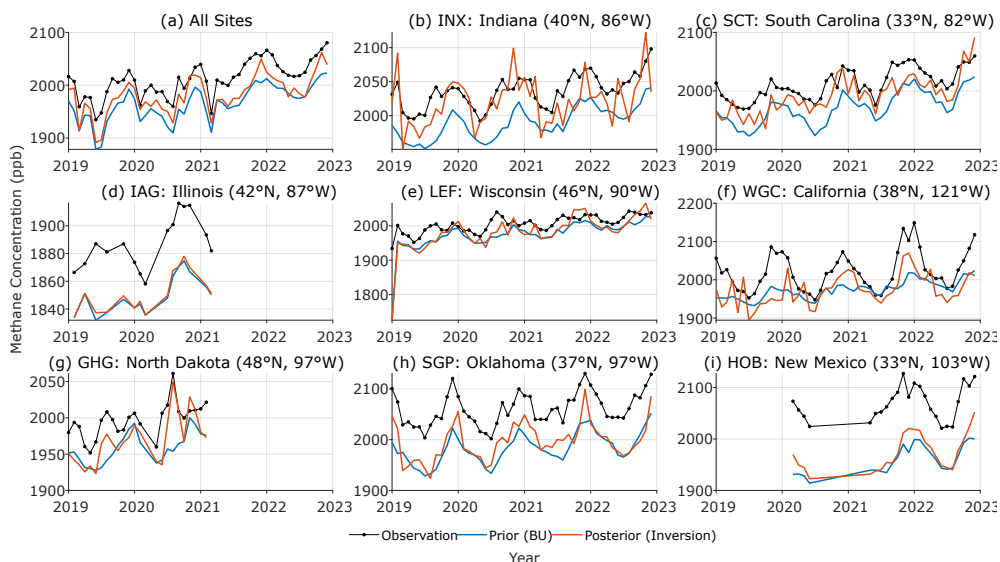 (a) All Sites
(b) INX: Indiana (40°N, 86°W)
(c) SCT: South Carolina (33°N, 82°W)
2100
2000
1900
2019 2020 2021 2022 2023
2100
2050
2000
2019 2020 2021 2022 2023
2100
2000
1900
2019 2020 2021 2022 2023
(d) IAG: Illinois (42°N, 87°W)
(e) LEF: Wisconsin (46°N, 90°W)
(f) WGC: California (38°N, 121°W)
1900
1880
1860
1840
2019 2020 2021 2022 2023
2000
1900
1800
2019 2020 2021 2022 2023
2200
2100
2000
1900
2019 2020 2021 2022 2023
Methane Concentration (ppb)
(g) GHG: North Dakota (48°N, 97°W)
(h) SGP: Oklahoma (37°N, 97°W)
(i) HOB: New Mexico (33°N, 103°W)
2050
2000
1950
1900
2019 2020 2021 2022 2023
2100
2000
1900
2019 2020 2021 2022 2023
2100
2000
1900
2019 2020 2021 2022 2023
Observation Prior (BU) Posterior (Inversion)
Year